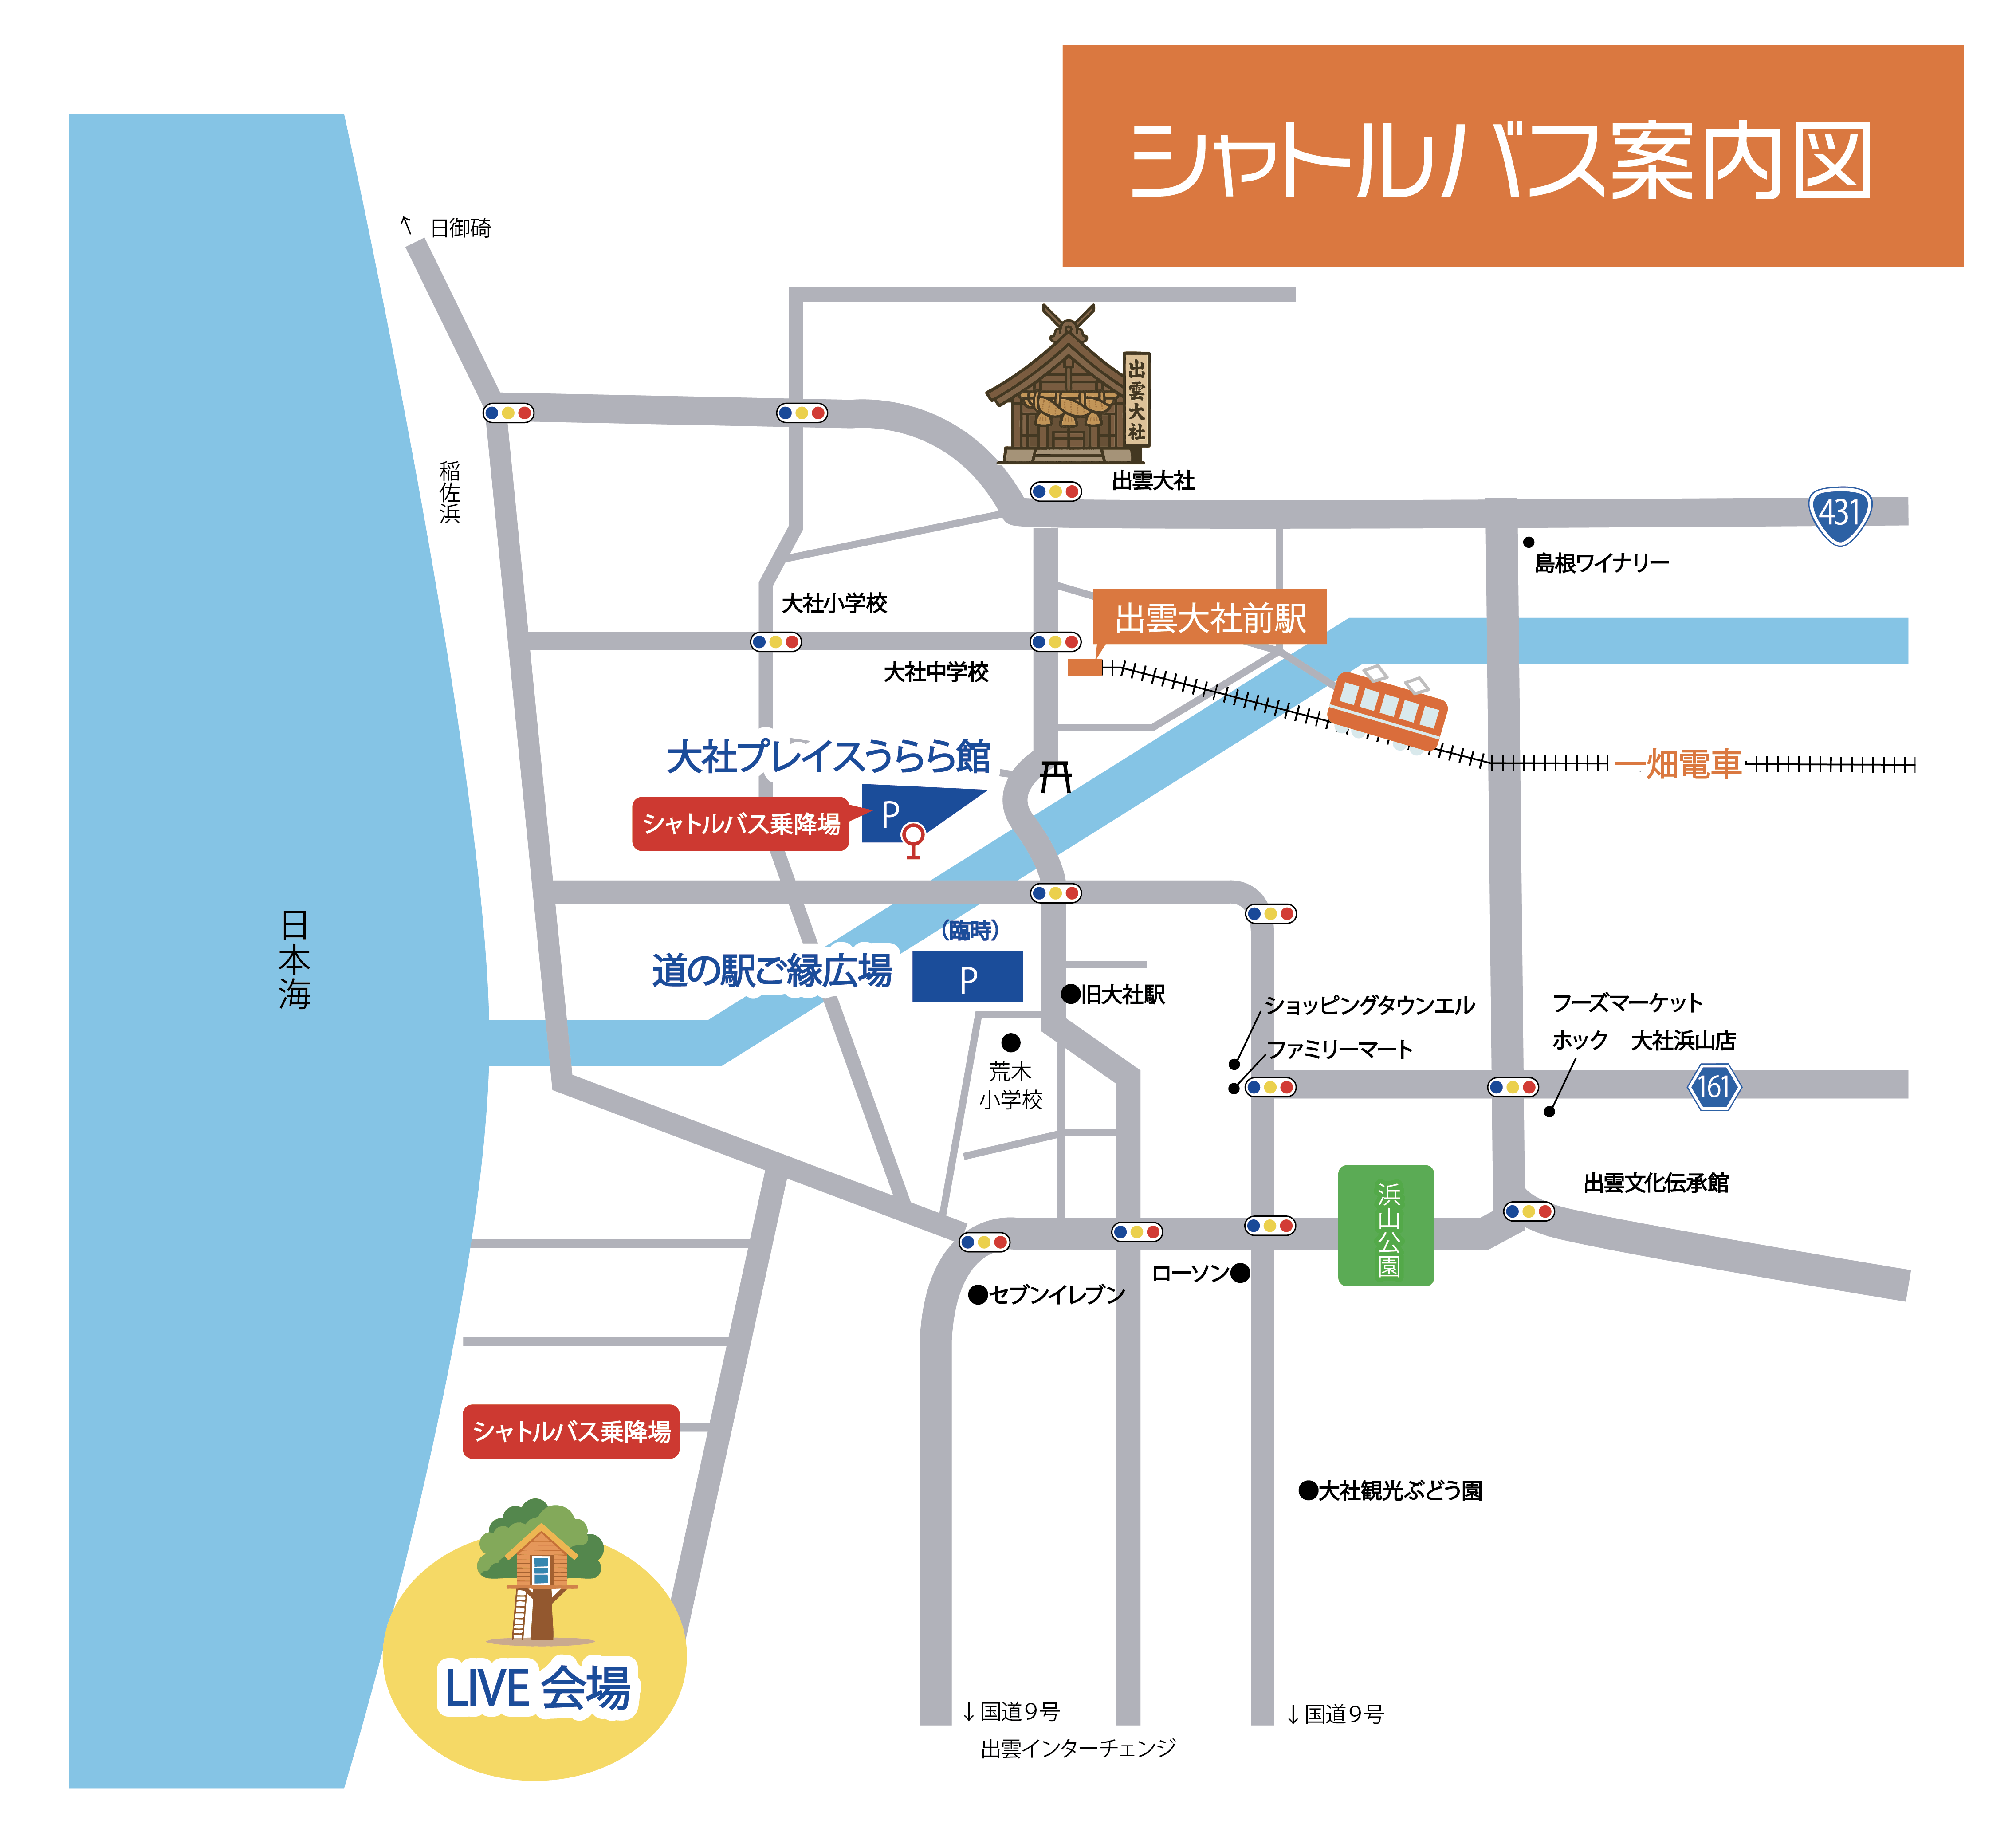 シャトルバス案内図
↑ 日御碕
出雲大社
出雲大社
稲佐浜
431
島根ワイナリー
大社小学校
出雲大社前駅
大社中学校
大社プレイスうらら館
一畑電車
シャトルバス乗降場
P
日本海
（臨時）
道の駅ご縁広場
P
旧大社駅
ショッピングタウンエル
フーズマーケット
ホック 大社浜山店
ファミリーマート
荒木
小学校
161
出雲文化伝承館
浜山公園
ローソン
セブンイレブン
シャトルバス乗降場
大社観光ぶどう園
LIVE 会場
↓国道９号
↓国道９号
出雲インターチェンジ